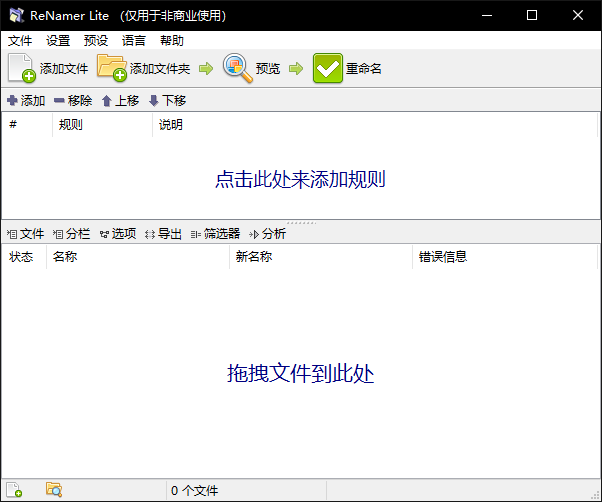 ReNamer Lite （仅用于非商业使用）
文件 设置 预设 语言 帮助
添加文件 添加文件夹 预览 重命名
添加 移除 上移 下移
# 规则 说明
点击此处来添加规则
文件 分栏 选项 导出 筛选器 分析
状态 名称 新名称 错误信息
拖拽文件到此处
0 个文件